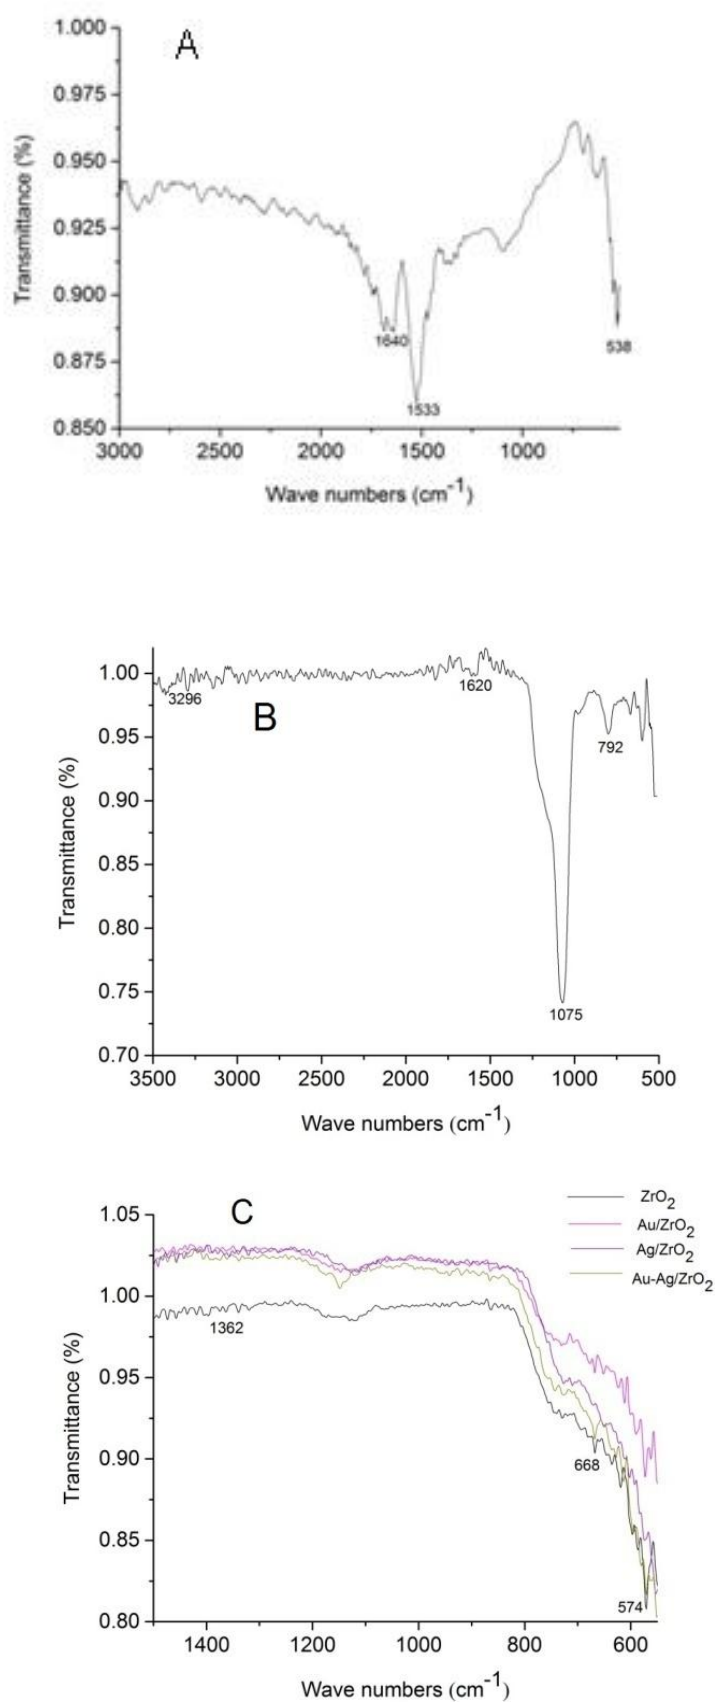 A
1.000
0.975
0.950
0.925
0.900
0.875
0.850
Transmittance (%)
1640
1533
538
3000 2500 2000 1500 1000
Wave numbers (cm-1)
B
1.00
0.95
0.90
0.85
0.80
0.75
0.70
Transmittance (%)
3296
1620
792
1075
3500 3000 2500 2000 1500 1000 500
Wave numbers (cm-1)
C
ZrO2
Au/ZrO2
Ag/ZrO2
Au-Ag/ZrO2
1.05
1.00
0.95
0.90
0.85
0.80
Transmittance (%)
1362
668
574
1400 1200 1000 800 600
Wave numbers (cm-1)